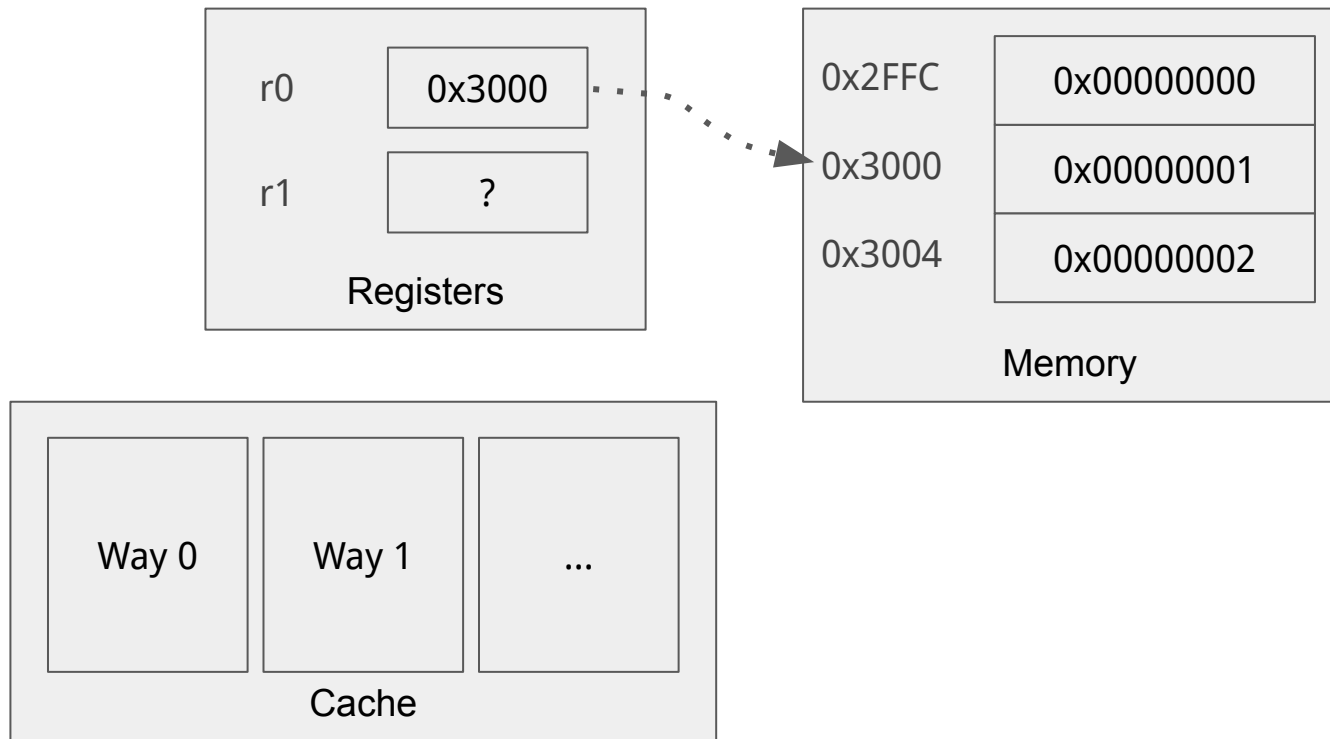 r0 0x3000
r1 ?
Registers
0x2FFC 0x00000000
0x3000 0x00000001
0x3004 0x00000002
Memory
Way 0 Way 1 ...
Cache